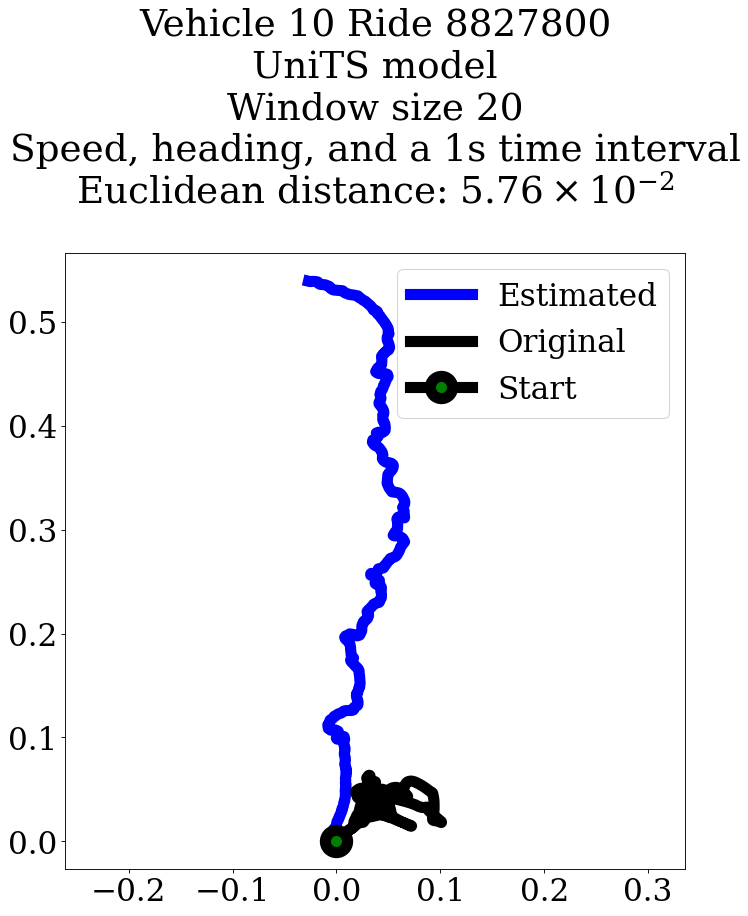 Vehicle 10 Ride 8827800
UniTS model
Window size 20
Speed, heading, and a 1s time interval
Euclidean distance: 5.76 × 10⁻²
Estimated
Original
Start
0.5
0.4
0.3
0.2
0.1
0.0
−0.2 −0.1 0.0 0.1 0.2 0.3